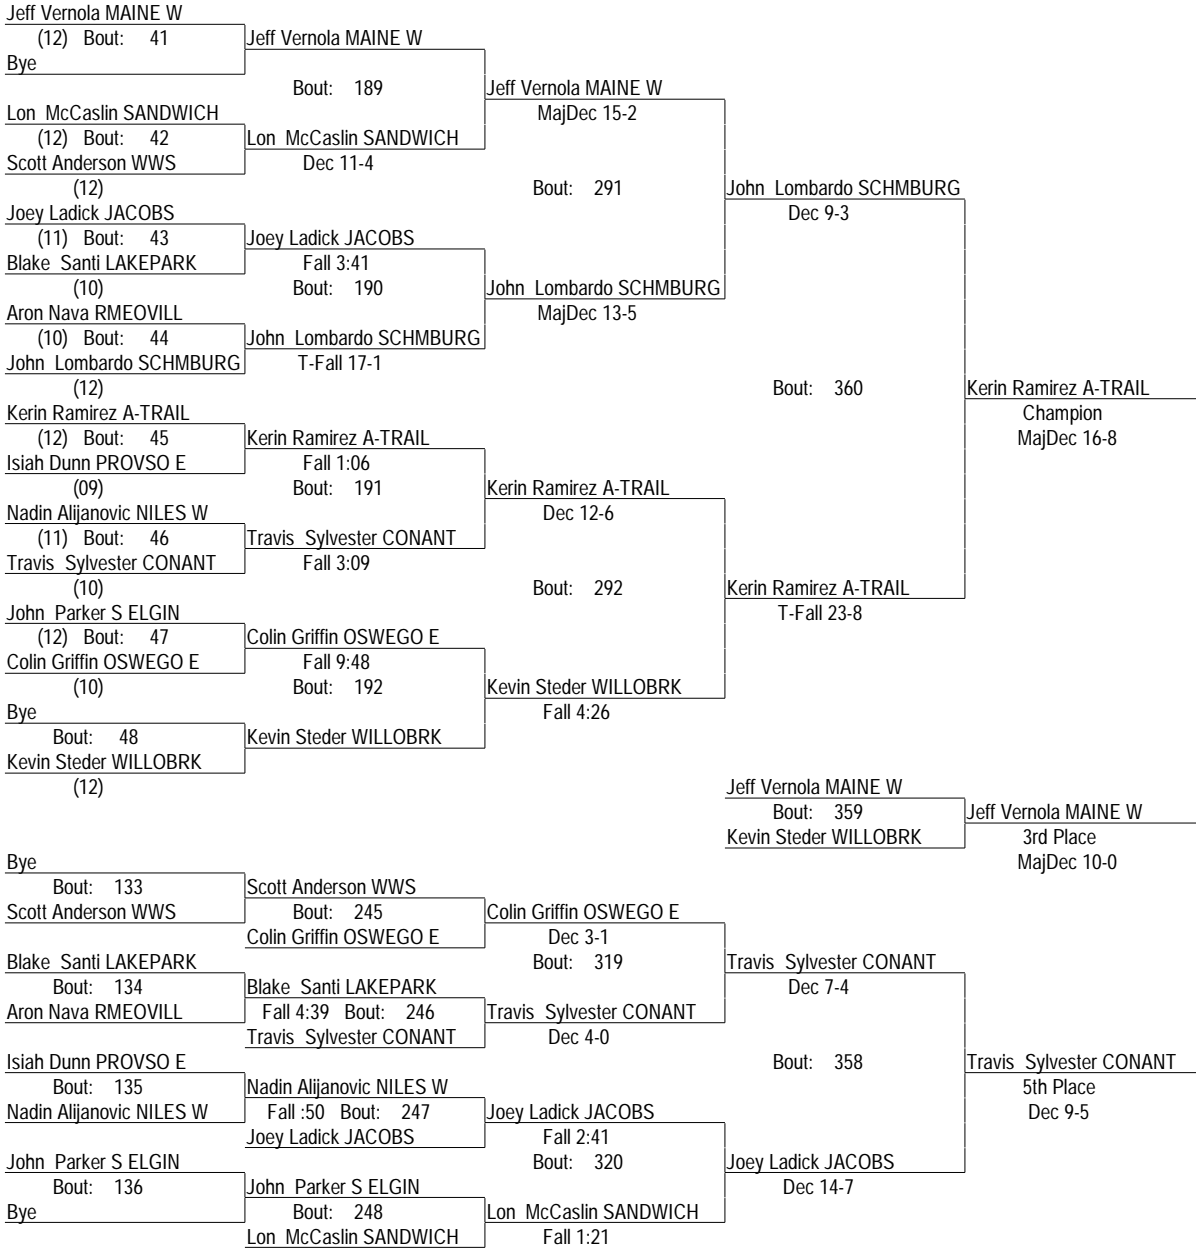 Jeff Vernola MAINE W
(12) Bout: 41
Bye
Jeff Vernola MAINE W
Bout: 189
Lon McCaslin SANDWICH
(12) Bout: 42
Scott Anderson WWS
(12)
Lon McCaslin SANDWICH
Dec 11-4
Jeff Vernola MAINE W
MajDec 15-2
Bout: 291
Joey Ladick JACOBS
(11) Bout: 43
Blake Santi LAKEPARK
(10)
Joey Ladick JACOBS
Fall 3:41
Bout: 190
Aron Nava RMEOVILL
(10) Bout: 44
John Lombardo SCHMBURG
(12)
John Lombardo SCHMBURG
T-Fall 17-1
John Lombardo SCHMBURG
MajDec 13-5
John Lombardo SCHMBURG
Dec 9-3
Bout: 360
Kerin Ramirez A-TRAIL
Champion
MajDec 16-8
Kerin Ramirez A-TRAIL
(12) Bout: 45
Isiah Dunn PROVSO E
(09)
Kerin Ramirez A-TRAIL
Fall 1:06
Bout: 191
Nadin Alijanovic NILES W
(11) Bout: 46
Travis Sylvester CONANT
(10)
Travis Sylvester CONANT
Fall 3:09
Kerin Ramirez A-TRAIL
Dec 12-6
Bout: 292
Kerin Ramirez A-TRAIL
T-Fall 23-8
John Parker S ELGIN
(12) Bout: 47
Colin Griffin OSWEGO E
(10)
Colin Griffin OSWEGO E
Fall 9:48
Bout: 192
Bye
Bout: 48
Kevin Steder WILLOBRK
(12)
Kevin Steder WILLOBRK
Kevin Steder WILLOBRK
Fall 4:26
Jeff Vernola MAINE W
Bout: 359
Kevin Steder WILLOBRK
Jeff Vernola MAINE W
3rd Place
MajDec 10-0
Bye
Bout: 133
Scott Anderson WWS
Scott Anderson WWS
Bout: 245
Colin Griffin OSWEGO E
Colin Griffin OSWEGO E
Dec 3-1
Bout: 319
Blake Santi LAKEPARK
Bout: 134
Aron Nava RMEOVILL
Blake Santi LAKEPARK
Fall 4:39 Bout: 246
Travis Sylvester CONANT
Travis Sylvester CONANT
Dec 4-0
Travis Sylvester CONANT
Dec 7-4
Bout: 358
Travis Sylvester CONANT
5th Place
Dec 9-5
Isiah Dunn PROVSO E
Bout: 135
Nadin Alijanovic NILES W
Nadin Alijanovic NILES W
Fall :50 Bout: 247
Joey Ladick JACOBS
Joey Ladick JACOBS
Fall 2:41
Bout: 320
Joey Ladick JACOBS
Dec 14-7
John Parker S ELGIN
Bout: 136
Bye
John Parker S ELGIN
Bout: 248
Lon McCaslin SANDWICH
Lon McCaslin SANDWICH
Fall 1:21